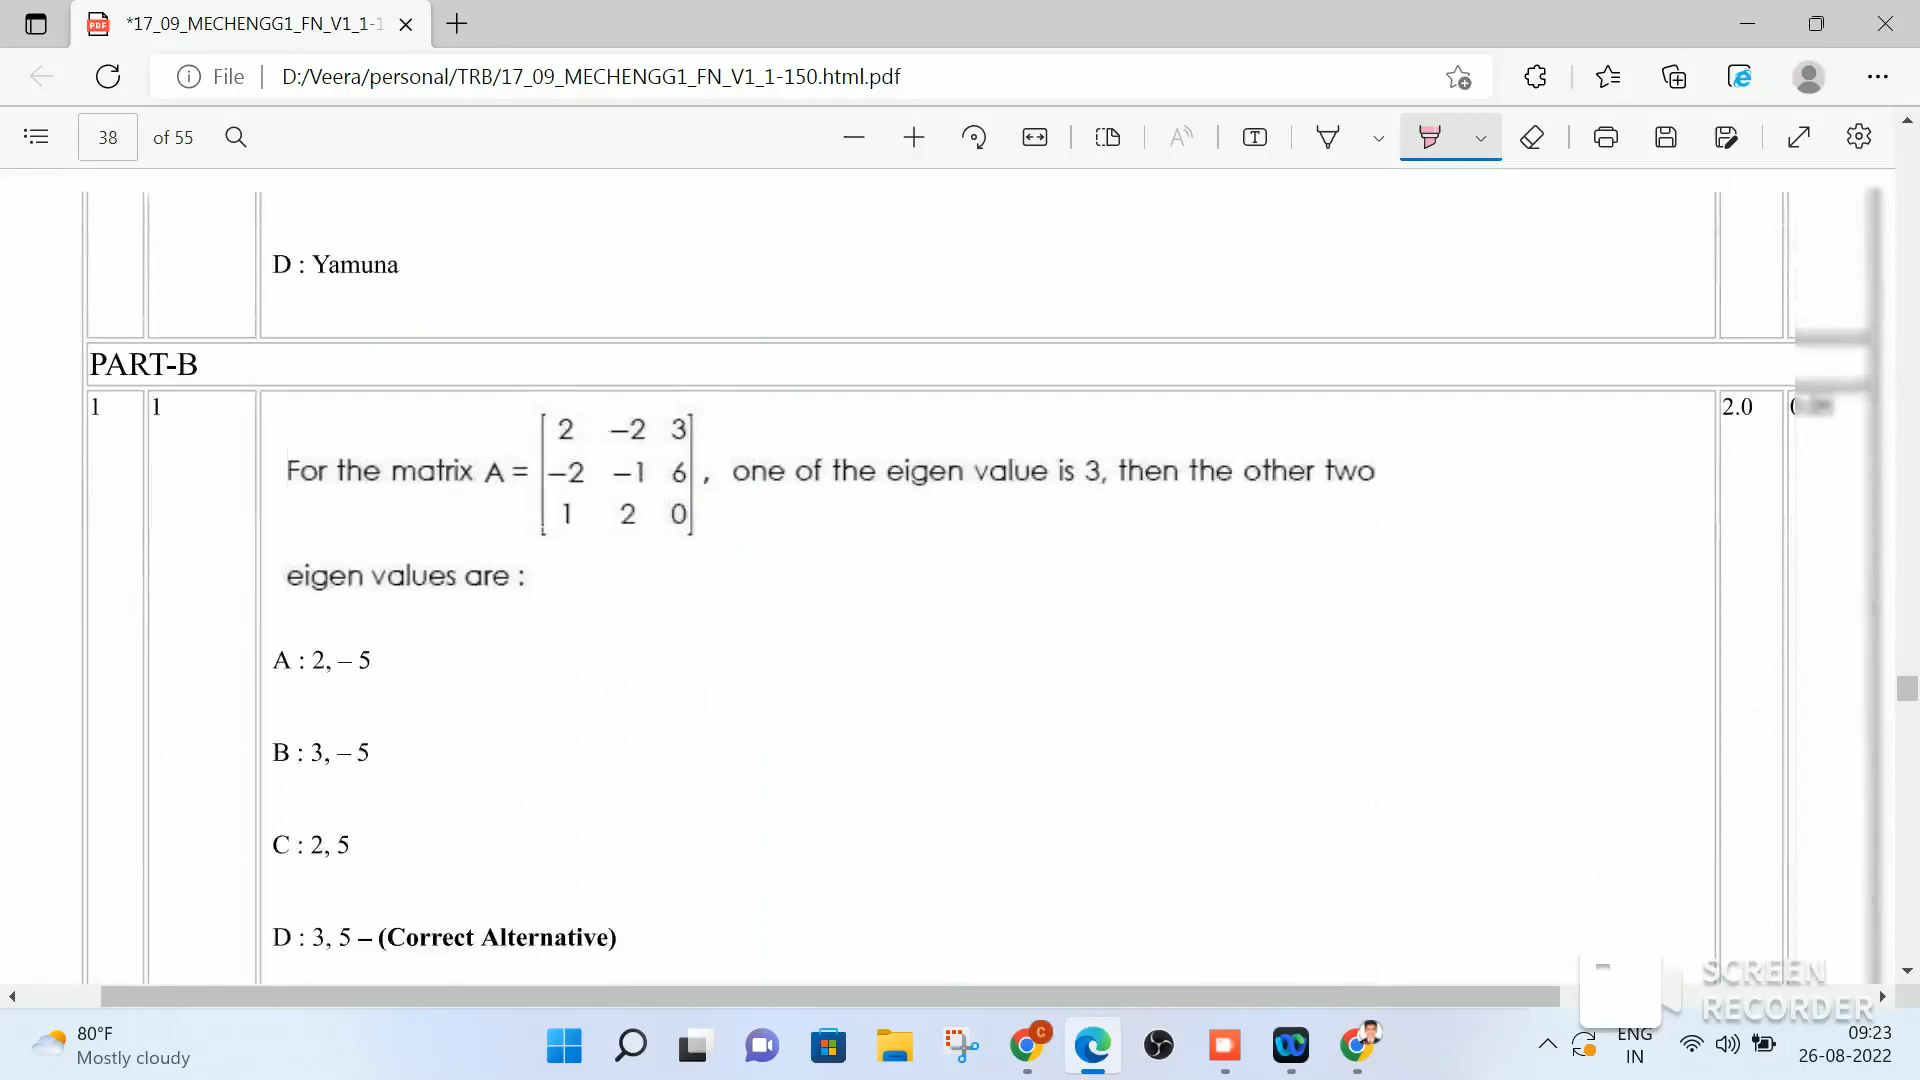 *17_09_MECHENGG1_FN_V1_1-1
File D:/Veera/personal/TRB/17_09_MECHENGG1_FN_V1_1-150.html.pdf
38 of 55
D : Yamuna
PART-B
1 1 2.0
2 −2 3
For the matrix A = −2 −1 6 , one of the eigen value is 3, then the other two
1 2 0
eigen values are :
A : 2, – 5
B : 3, – 5
C : 2, 5
D : 3, 5 – (Correct Alternative)
SCREEN
RECORDER
80°F
Mostly cloudy
ENG
IN
09:23
26-08-2022